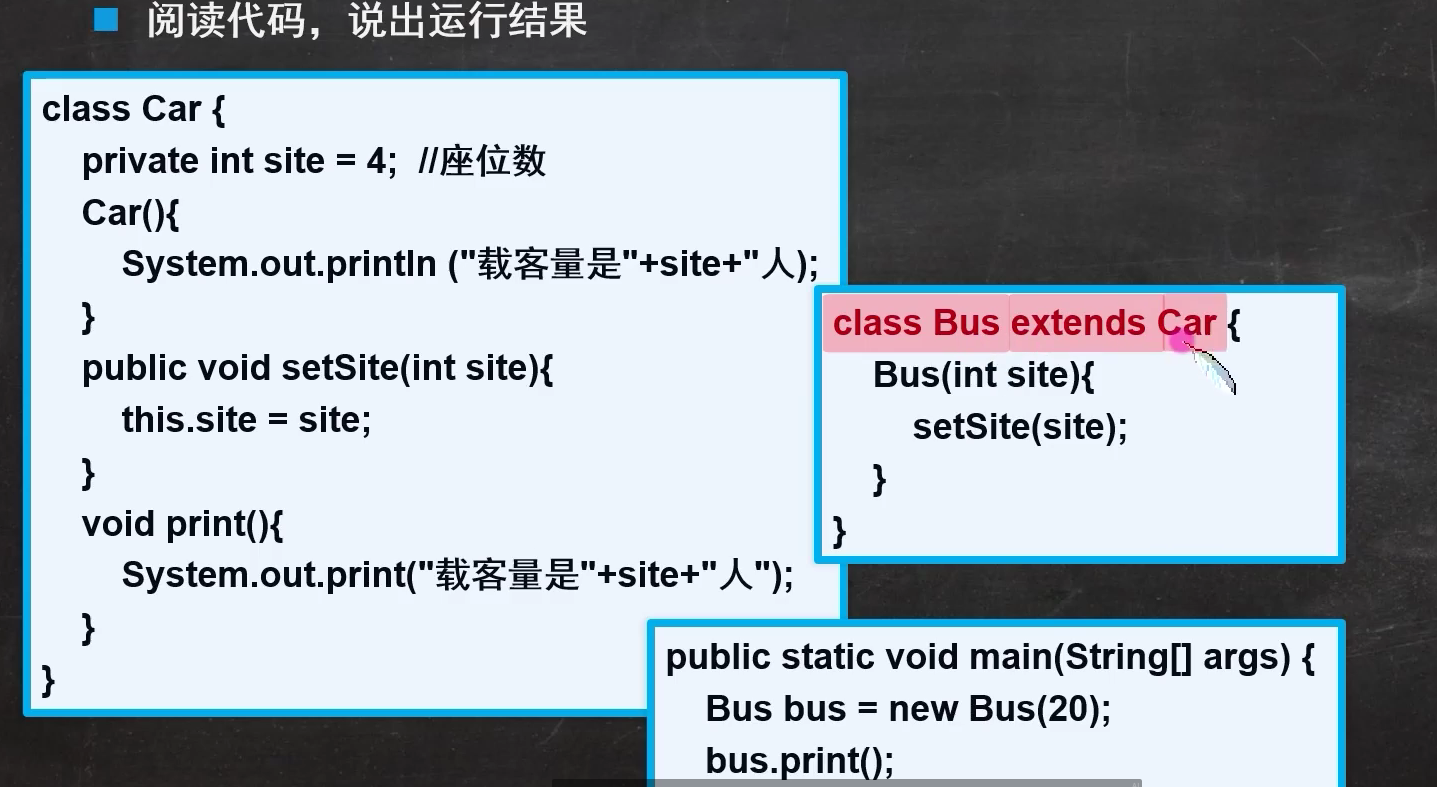 阅读代码，说出运行结果
class Car {
private int site = 4;  //座位数
Car(){
System.out.println ("载客量是"+site+"人);
}
public void setSite(int site){
this.site = site;
}
void print(){
System.out.print("载客量是"+site+"人");
}
}
class Bus extends Car {
Bus(int site){
setSite(site);
}
}
public static void main(String[] args) {
Bus bus = new Bus(20);
bus.print();